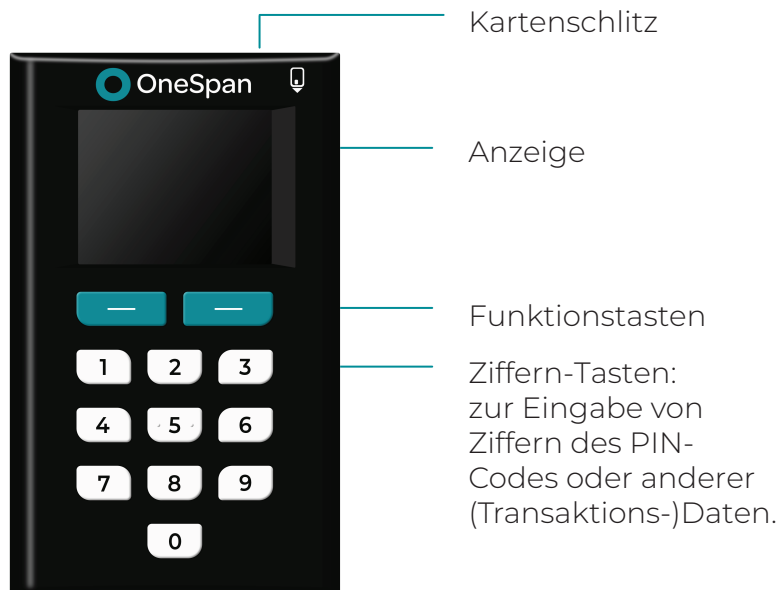 Kartenschlitz
OneSpan
Anzeige
Funktionstasten
1 2 3
Ziffern-Tasten:
zur Eingabe von
Ziffern des PIN-
Codes oder anderer
(Transaktions-)Daten.
4 5 6
7 8 9
0